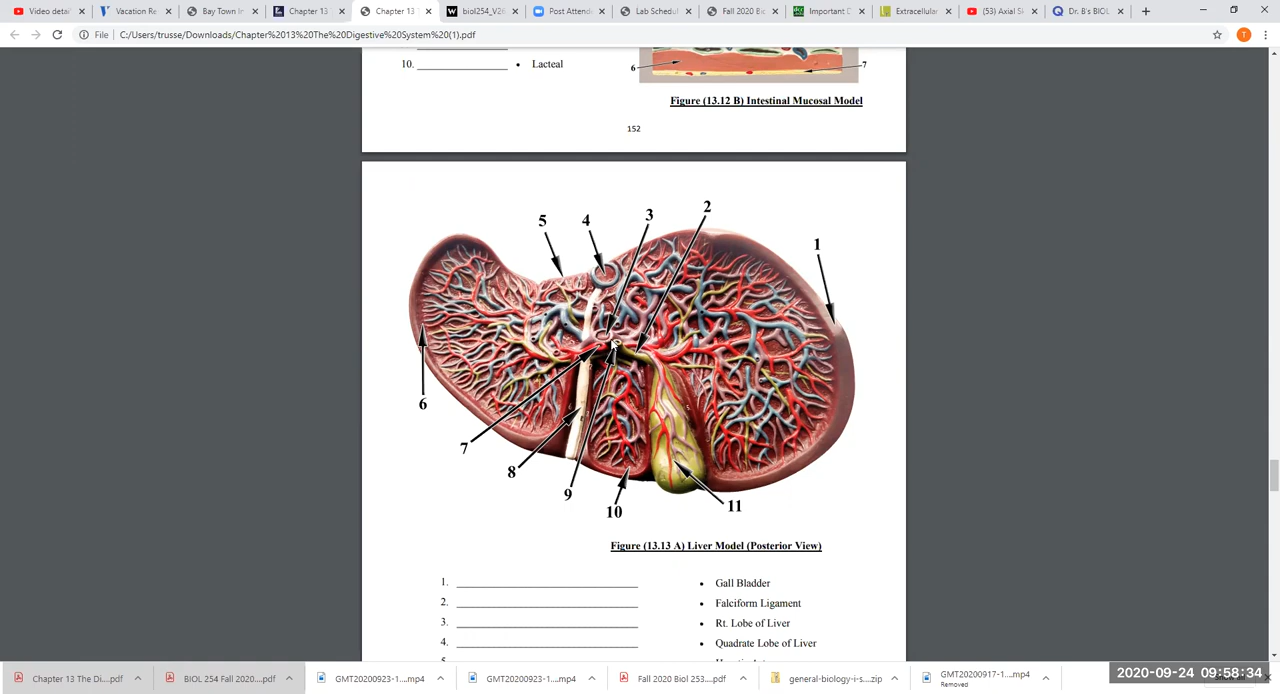 Video detai
Vacation Re
Bay Town In
Chapter 13
Chapter 13
biol254_V2
Post Attend
Lab Schedul
Fall 2020 Bi
Important D
Extracellular
(53) Axial Sk
Dr. B's BIOL
File | C:/Users/trusse/Downloads/Chapter%2013%20The%20Digestive%20System%20(1).pdf
T
10. • Lacteal
6
7
Figure (13.12 B) Intestinal Mucosal Model
152
1
2
3
4
5
6
7
8
9
10
11
Figure (13.13 A) Liver Model (Posterior View)
1. • Gall Bladder
2. • Falciform Ligament
3. • Rt. Lobe of Liver
4. • Quadrate Lobe of Liver
Chapter 13 The Di....pdf
BIOL 254 Fall 2020....pdf
GMT20200923-1....mp4
GMT20200923-1....mp4
Fall 2020 Biol 253....pdf
general-biology-i-s....zip
GMT20200917-1....mp4
Removed
2020-09-24 09:58:34